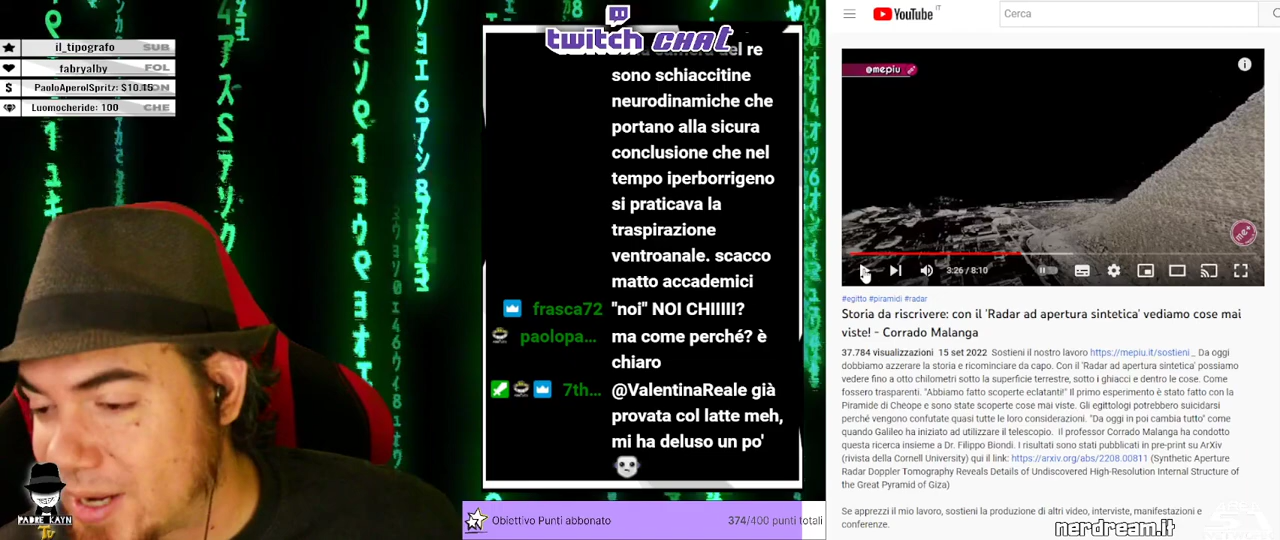 il_tipografo SUB
fabryalby FOL
PaoloAperolSpritz: $10.15
Luomocheride: 100 CHE
PADRE KAYN
TV
twitch CHAT
del re
sono schiaccitine
neurodinamiche che
portano alla sicura
conclusione che nel
tempo iperborrigeno
si praticava la
traspirazione
ventroanale. scacco
matto accademici
frasca72 "noi" NOI CHIIIII?
paolopa... ma come perché? è
chiaro
7th... @ValentinaReale già
provata col latte meh,
mi ha deluso un po'
Obiettivo Punti abbonato 374/400 punti totali
YouTube IT
Cerca
@mepiu
me+
3:26 / 8:10
#egitto #piramidi #radar
Storia da riscrivere: con il 'Radar ad apertura sintetica' vediamo cose mai
viste! - Corrado Malanga
37.784 visualizzazioni 15 set 2022 Sostieni il nostro lavoro https://mepiu.it/sostieni_ Da oggi
dobbiamo azzerare la storia e ricominciare da capo. Con il 'Radar ad apertura sintetica' possiamo
vedere fino a otto chilometri sotto la superficie terrestre, sotto i ghiacci e dentro le cose. Come
fossero trasparenti. "Abbiamo fatto scoperte eclatanti!" Il primo esperimento è stato fatto con la
Piramide di Cheope e sono state scoperte cose mai viste. Gli egittologi potrebbero suicidarsi
perché vengono confutate quasi tutte le loro considerazioni. "Da oggi in poi cambia tutto" come
quando Galileo ha iniziato ad utilizzare il telescopio. il professor Corrado Malanga ha condotto
questa ricerca insieme a Dr. Filippo Biondi. I risultati sono stati pubblicati in pre-print su ArXiv
(rivista della Cornell University) qui il link: https://arxiv.org/abs/2208.00811 (Synthetic Aperture
Radar Doppler Tomography Reveals Details of Undiscovered High-Resolution Internal Structure of
the Great Pyramid of Giza)
Se apprezzi il mio lavoro, sostieni la produzione di altri video, interviste, manifestazioni e
conferenze.
nerdream.it